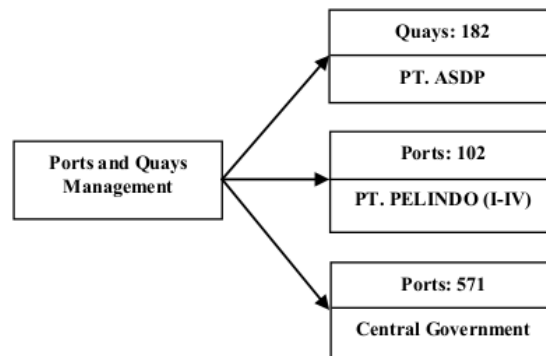 Quays: 182
PT. ASDP
Ports and Quays
Management
Ports: 102
PT. PELINDO (I-IV)
Ports: 571
Central Government